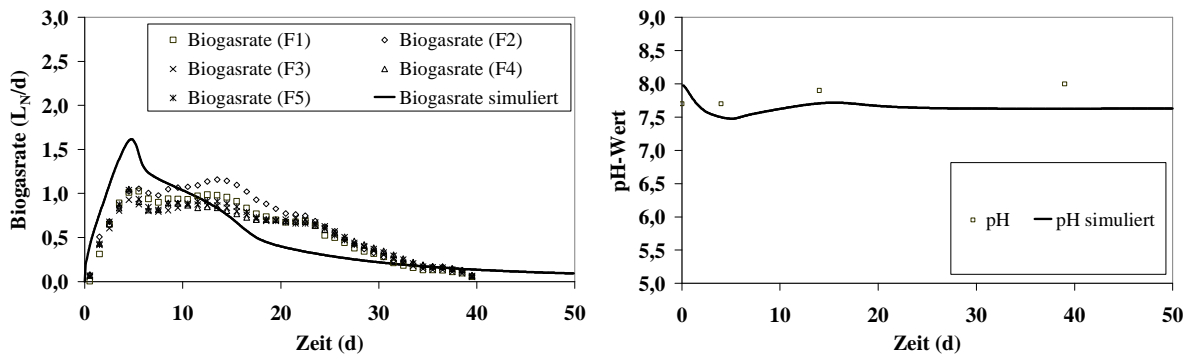 3,0
2,5
2,0
1,5
1,0
0,5
0,0
Biogasrate (L_N/d)
Biogasrate (F1)
Biogasrate (F2)
Biogasrate (F3)
Biogasrate (F4)
Biogasrate (F5)
Biogasrate simuliert
0 10 20 30 40 50
Zeit (d)
9,0
8,5
8,0
7,5
7,0
6,5
6,0
5,5
5,0
pH-Wert
pH
pH simuliert
0 10 20 30 40 50
Zeit (d)